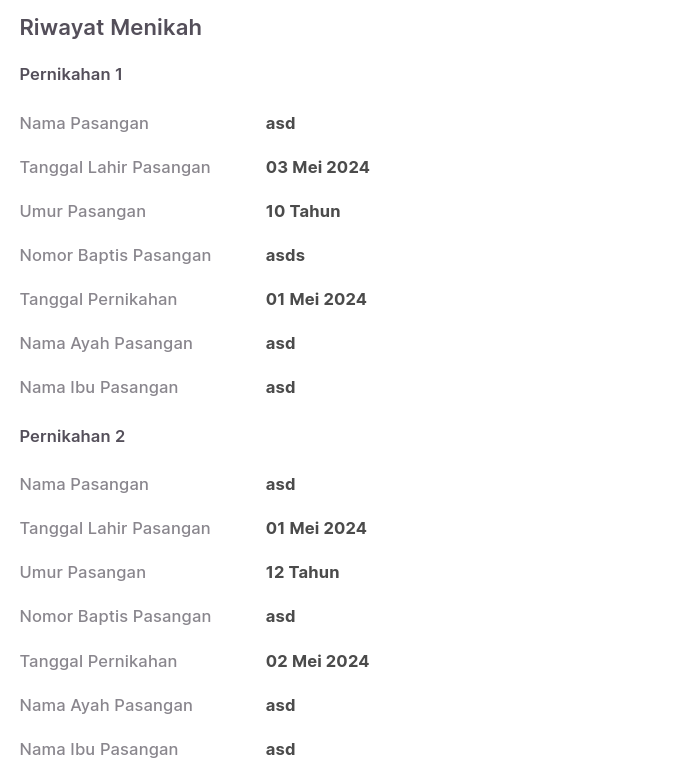 Riwayat Menikah
Pernikahan 1
Nama Pasangan asd
Tanggal Lahir Pasangan 03 Mei 2024
Umur Pasangan 10 Tahun
Nomor Baptis Pasangan asds
Tanggal Pernikahan 01 Mei 2024
Nama Ayah Pasangan asd
Nama Ibu Pasangan asd
Pernikahan 2
Nama Pasangan asd
Tanggal Lahir Pasangan 01 Mei 2024
Umur Pasangan 12 Tahun
Nomor Baptis Pasangan asd
Tanggal Pernikahan 02 Mei 2024
Nama Ayah Pasangan asd
Nama Ibu Pasangan asd